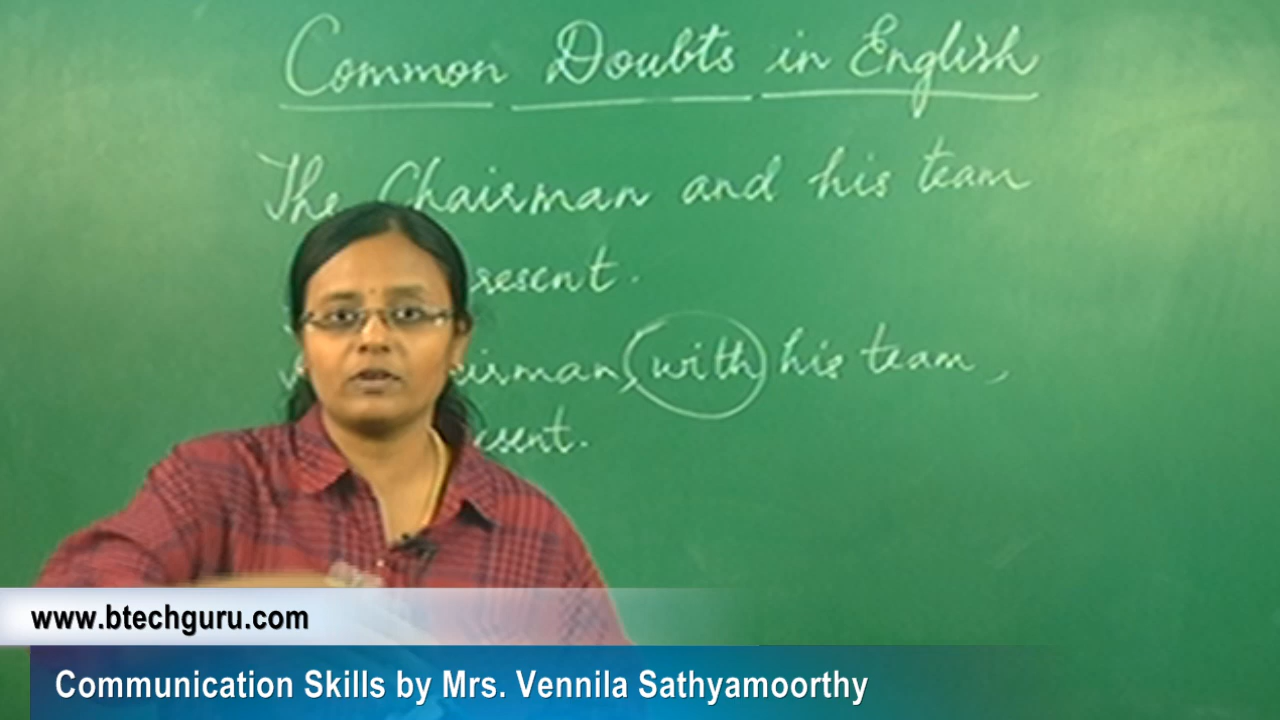 Common Doubts in English
The Chairman and his team
resent.
irman, with his team,
esent.
www.btechguru.com
Communication Skills by Mrs. Vennila Sathyamoorthy